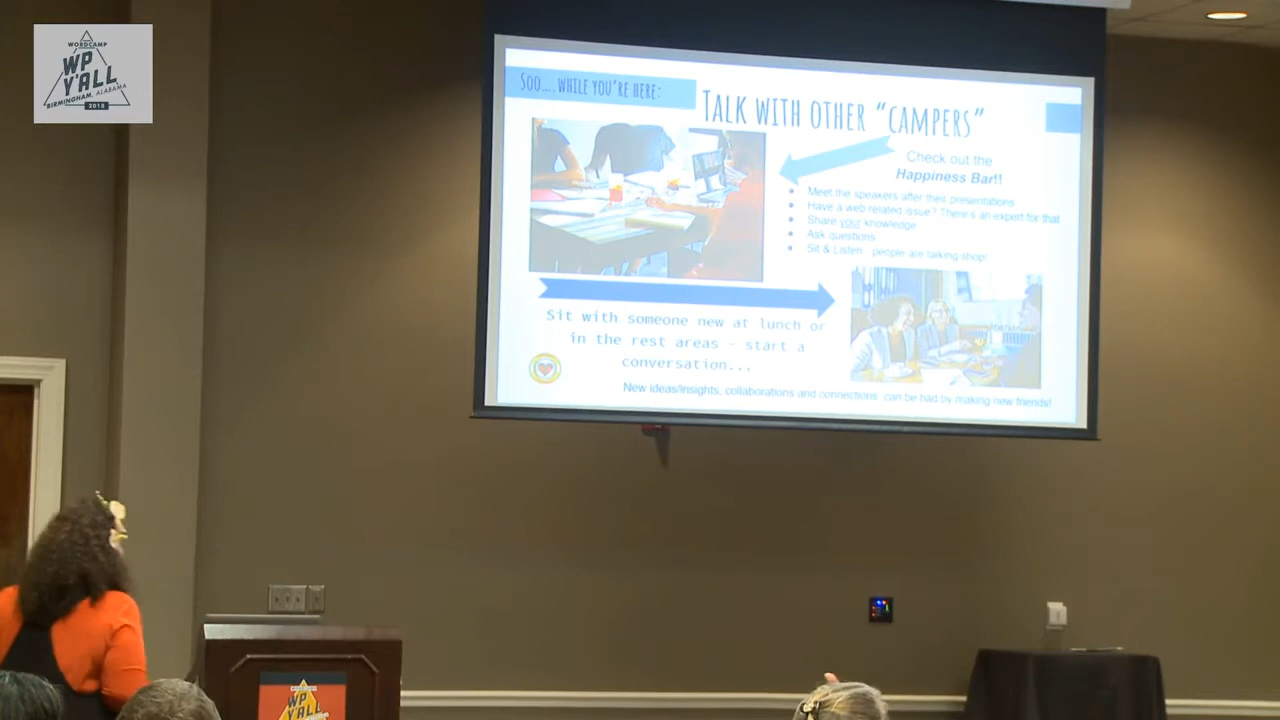 WORDCAMP
WP
Y'ALL
BIRMINGHAM, ALABAMA
2018
Soo....while you're here:
Talk with other “campers”
Check out the
Happiness Bar!!
Meet the speakers after their presentations
Have a web related issue? There's an expert for that
Share your knowledge
Ask questions
Sit & Listen - people are talking shop!
Sit with someone new at lunch or
in the rest areas - start a
conversation...
New ideas/insights, collaborations and connections can be had by making new friends!
WP
Y'ALL